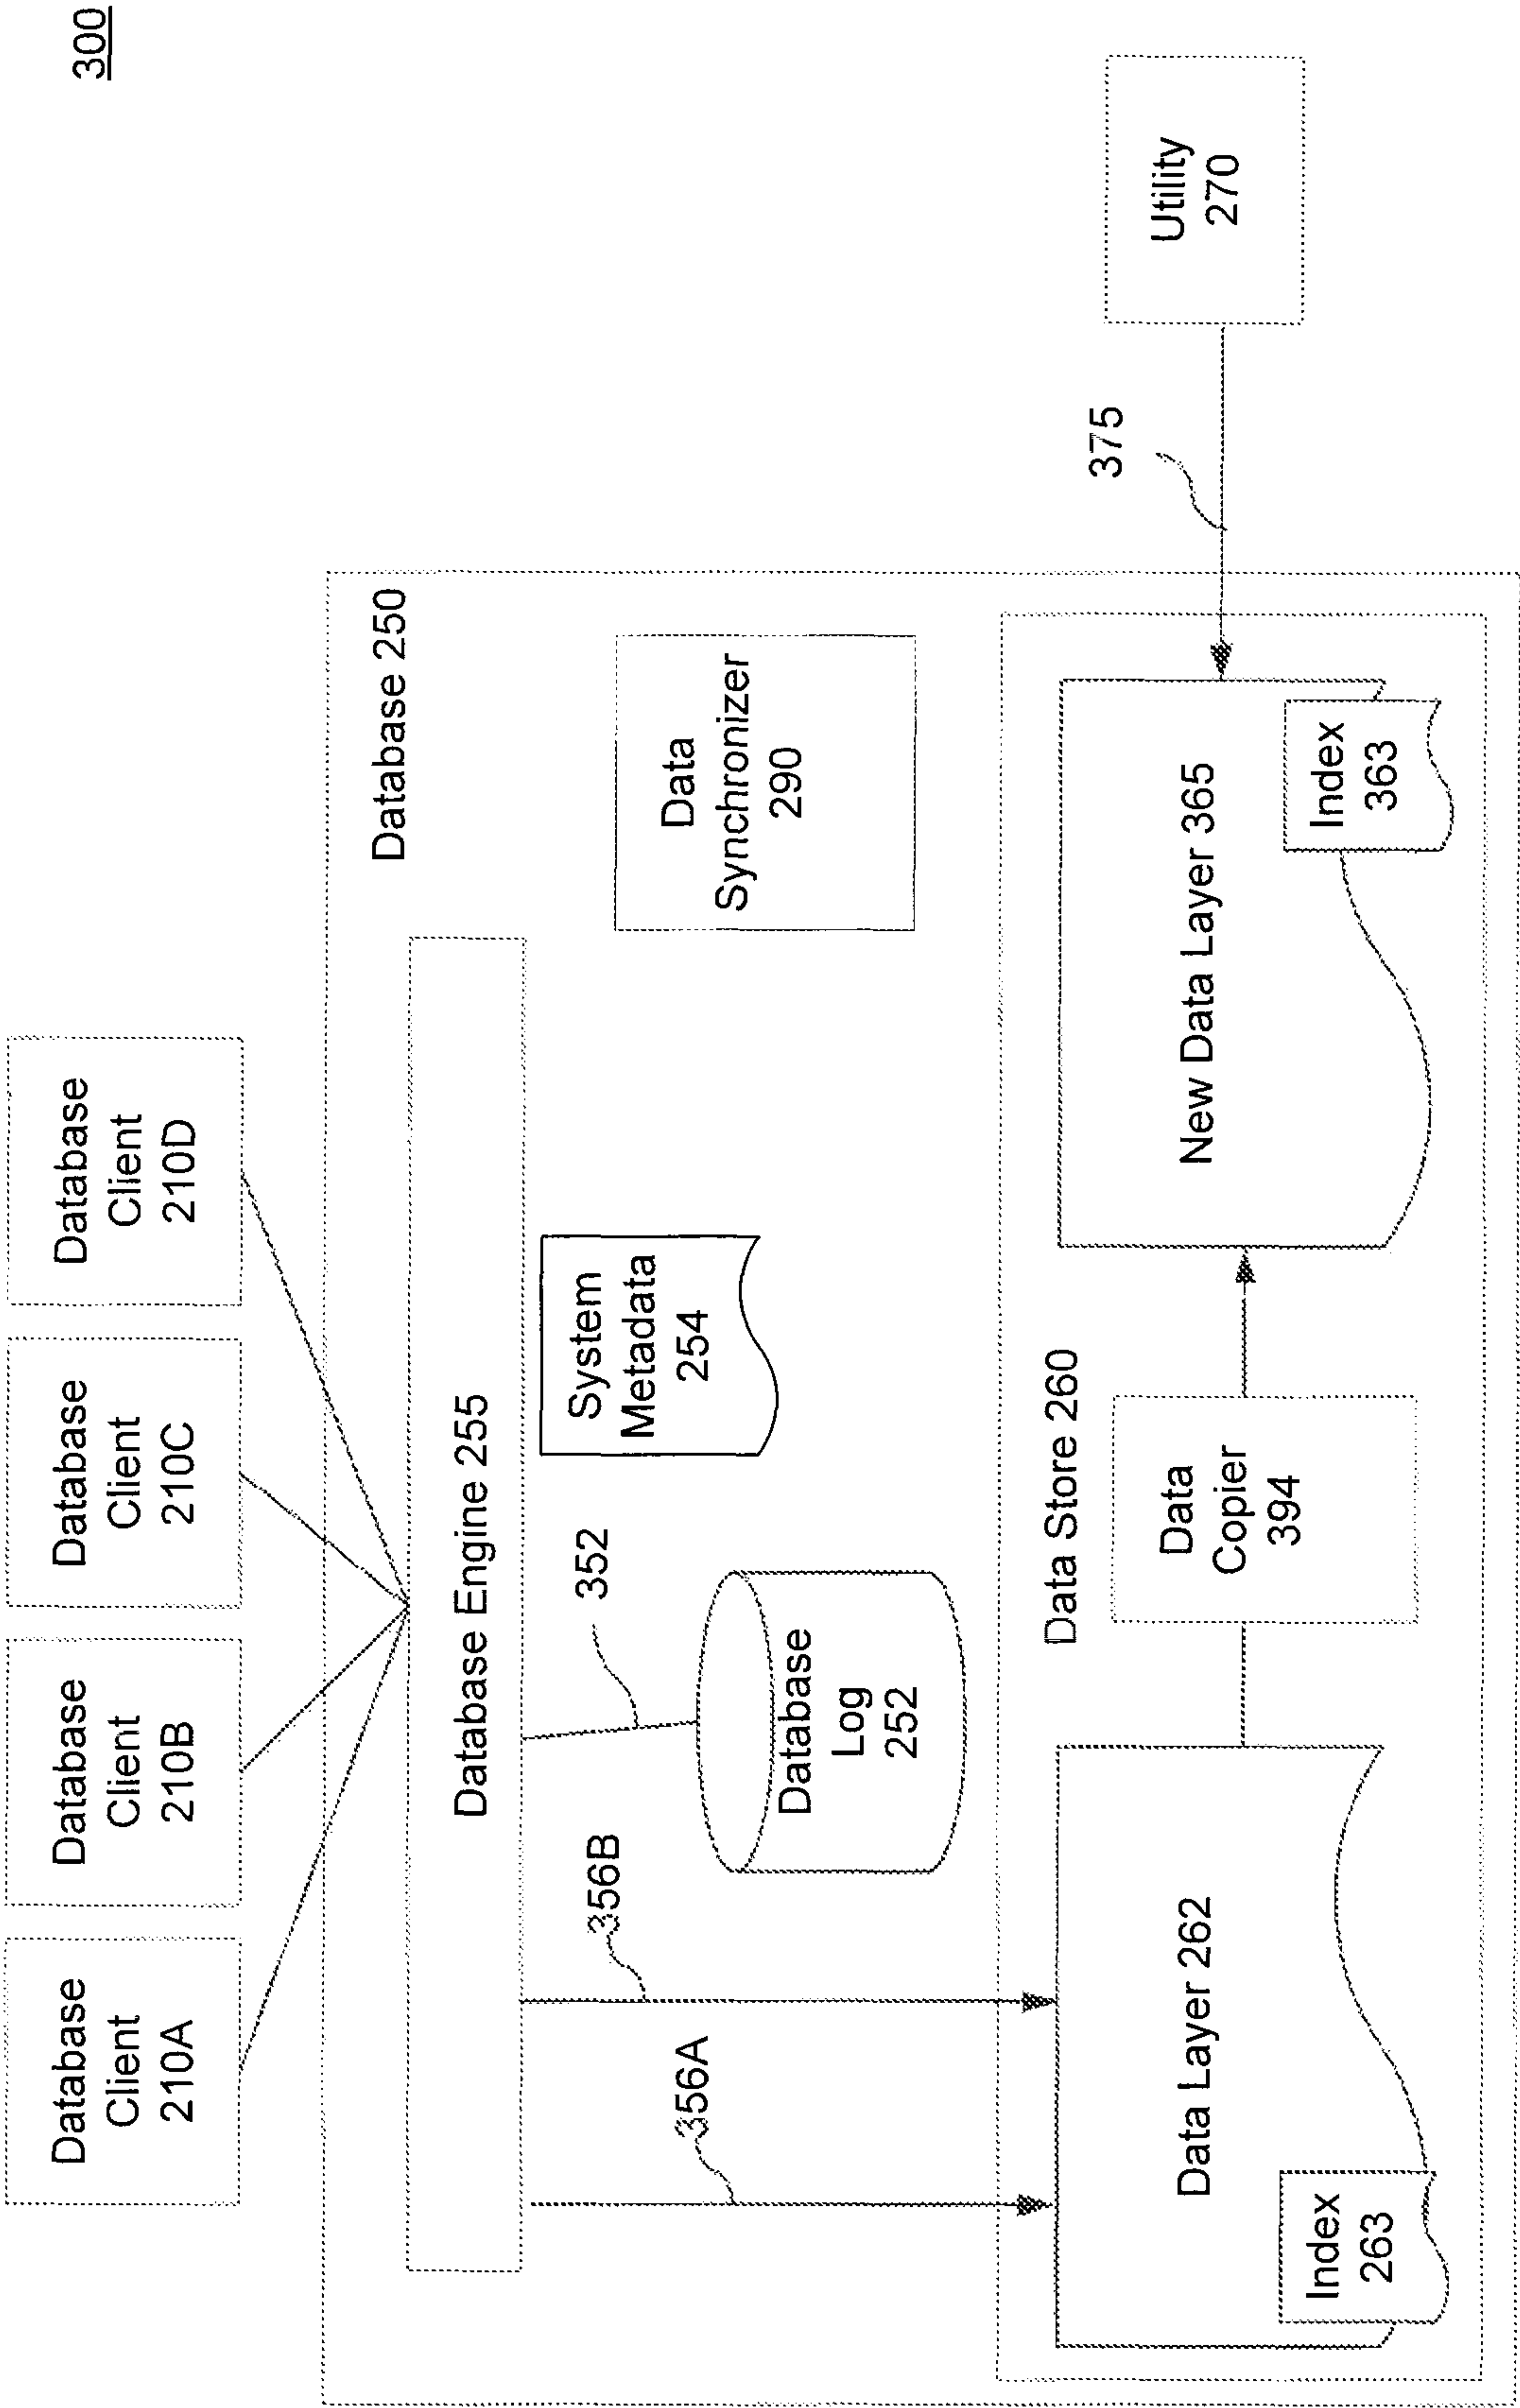 300
Database
Client
210A
Database
Client
210B
Database
Client
210C
Database
Client
210D
Database 250
Database Engine 255
356A
356B
352
Database
Log
252
System
Metadata
254
Data
Synchronizer
290
Data Store 260
Data Layer 262
Index
263
Data
Copier
394
New Data Layer 365
Index
363
375
Utility
270